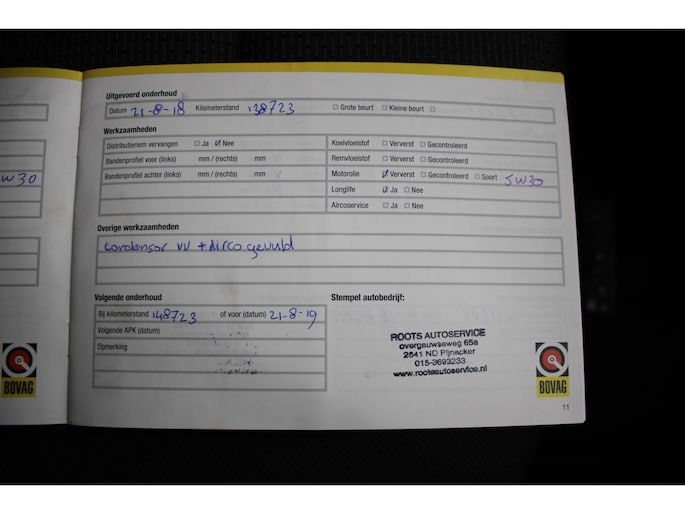 Uitgevoerd onderhoud
Datum 21-8-18 Kilometerstand 138723 Grote beurt Kleine beurt
Werkzaamheden
Distributieriem vervangen Ja Nee
Bandenprofiel voor (links) mm / (rechts) mm
Bandenprofiel achter (links) mm / (rechts) mm
Koelvloeistof Ververst Gecontroleerd
Remvloeistof Ververst Gecontroleerd
Motorolie Ververst Gecontroleerd Soort 5W30
Longlife Ja Nee
Aircoservice Ja Nee
W30
Overige werkzaamheden
Condensor VV + Airco gevuld
Volgende onderhoud
Bij kilometerstand 148723 of voor (datum) 21-8-19
Volgende APK (datum)
Opmerking
Stempel autobedrijf:
ROOTS AUTOSERVICE
overgauwseweg 65a
2641 ND Pijnacker
015-3693233
www.rootsautoservice.nl
BOVAG
BOVAG
11